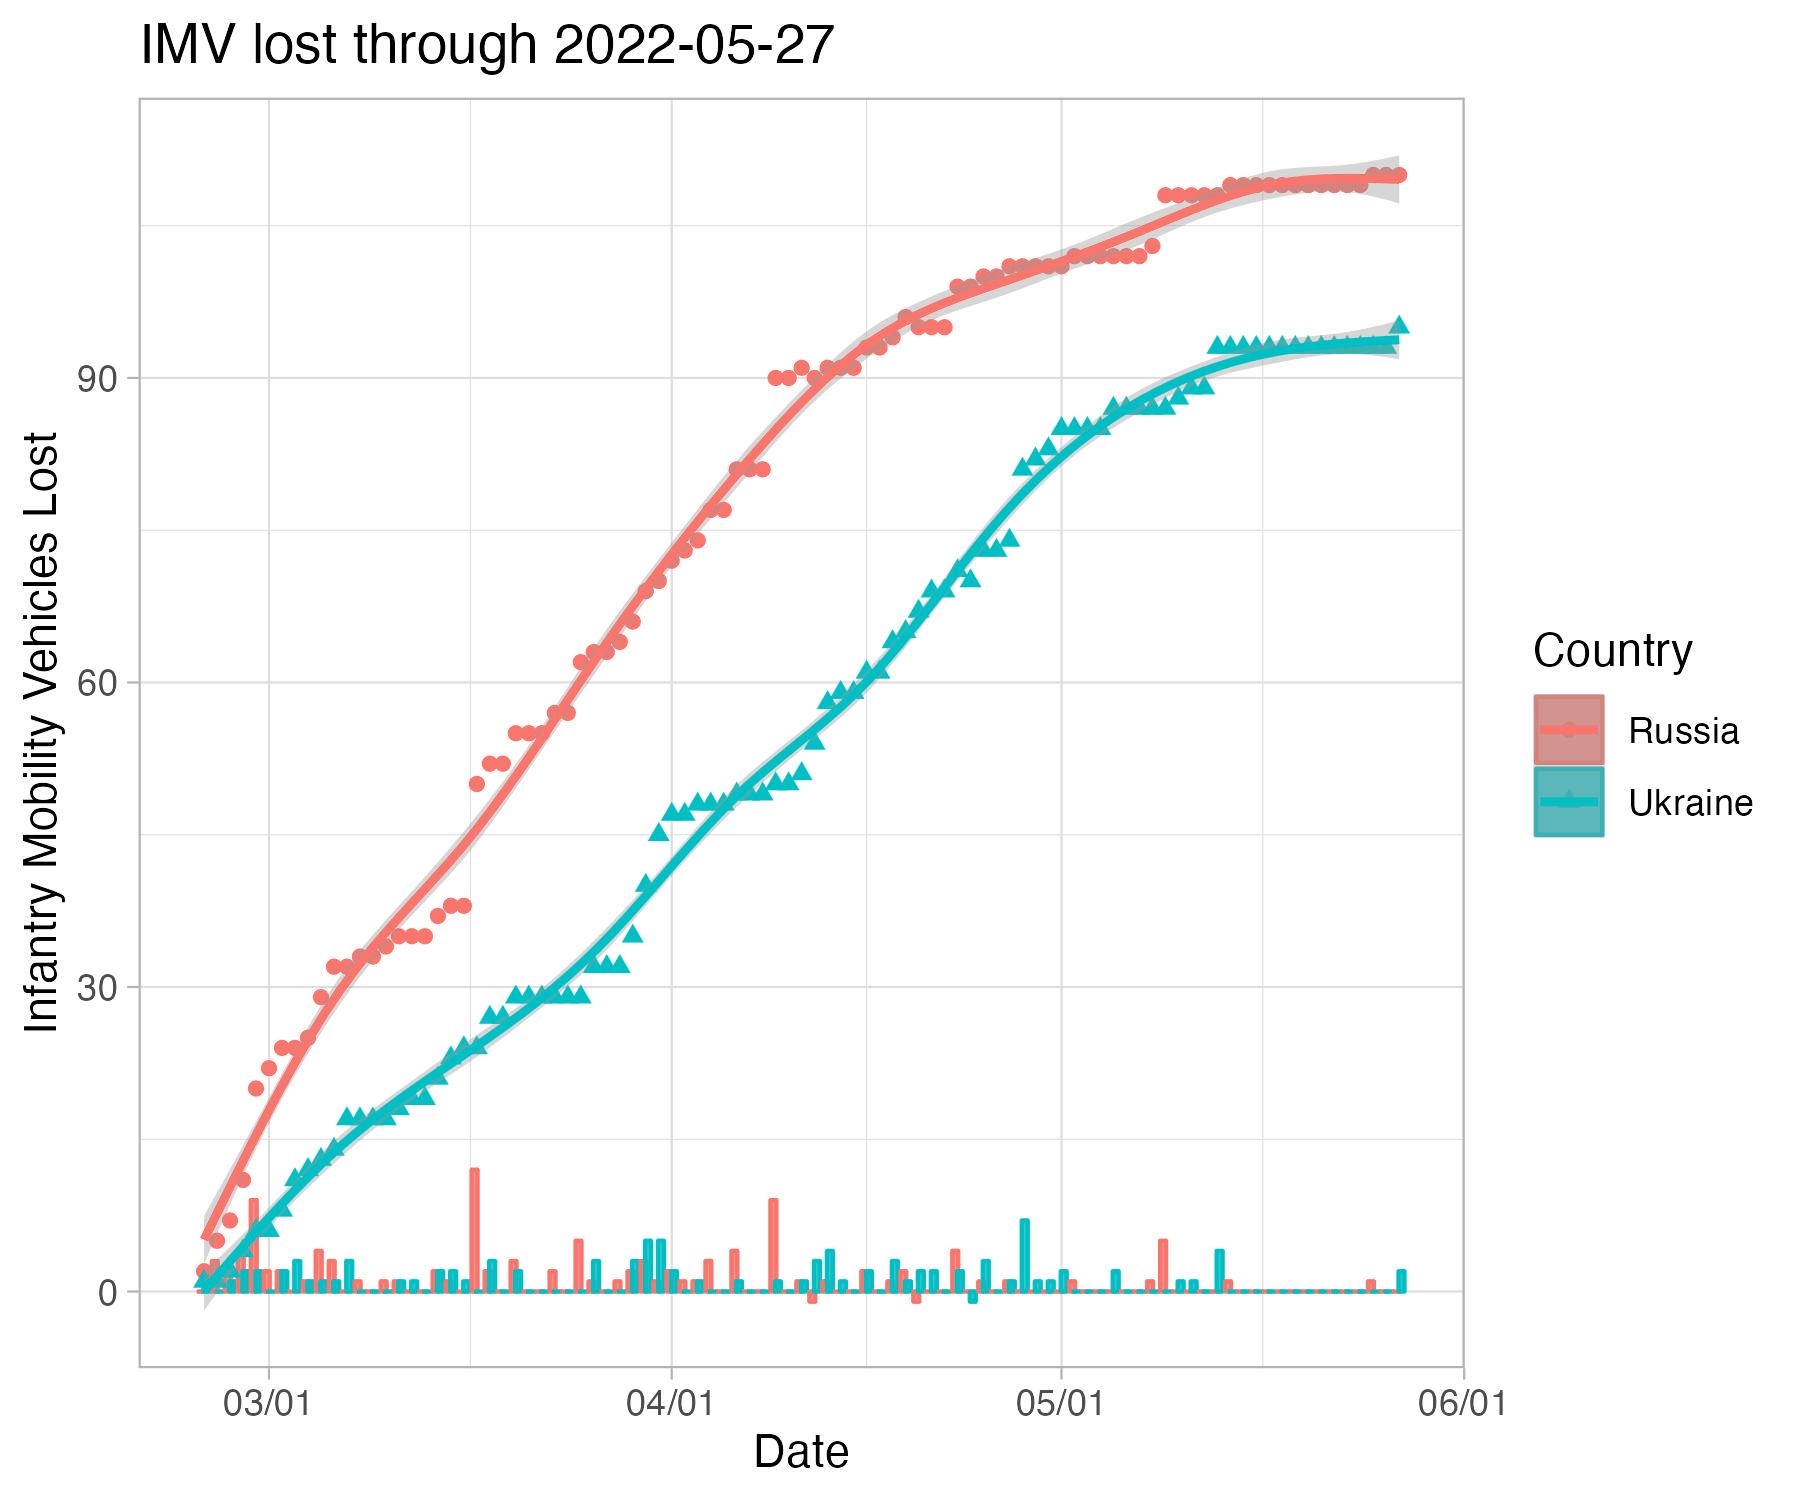 IMV lost through 2022-05-27
Infantry Mobility Vehicles Lost
90
60
30
0
03/01
04/01
05/01
06/01
Date
Country
Russia
Ukraine